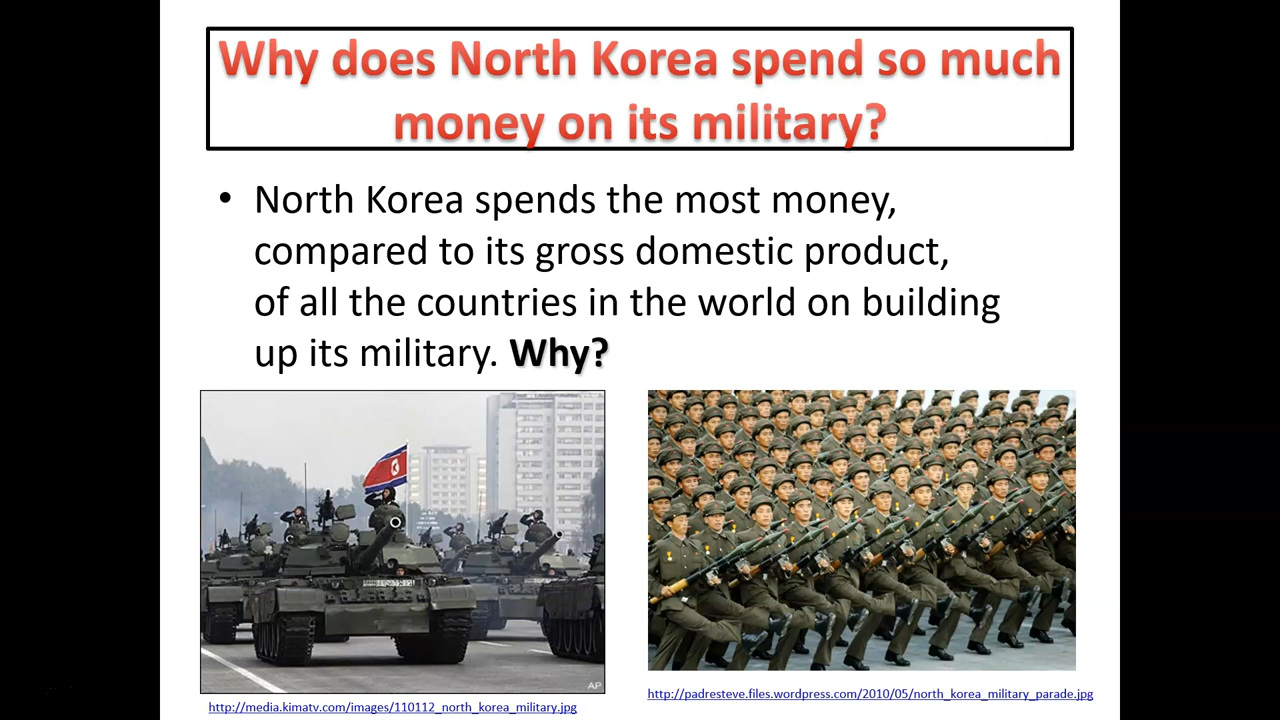 Why does North Korea spend so much
money on its military?
• North Korea spends the most money,
compared to its gross domestic product,
of all the countries in the world on building
up its military. Why?
AP
http://media.kimatv.com/images/110112_north_korea_military.jpg
http://padresteve.files.wordpress.com/2010/05/north_korea_military_parade.jpg